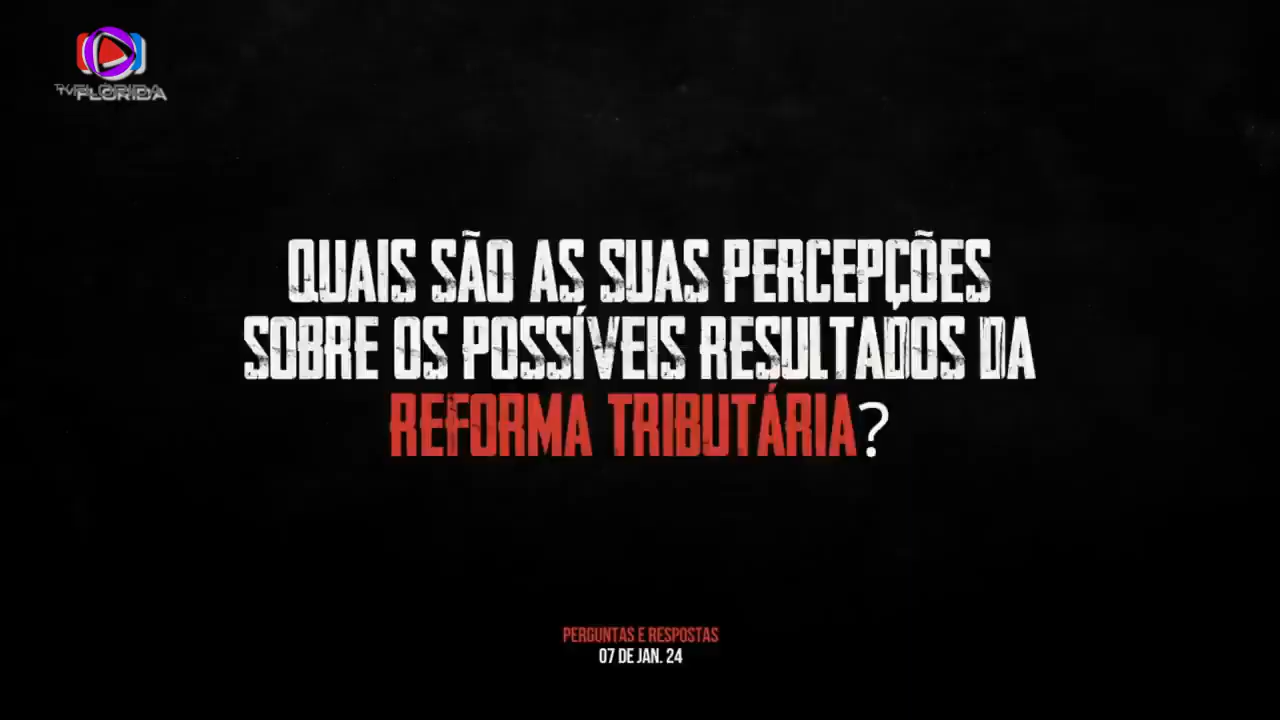 TV FLÓRIDA
QUAIS SÃO AS SUAS PERCEPÇÕES
SOBRE OS POSSÍVEIS RESULTADOS DA
REFORMA TRIBUTÁRIA?
PERGUNTAS E RESPOSTAS
07 DE JAN. 24